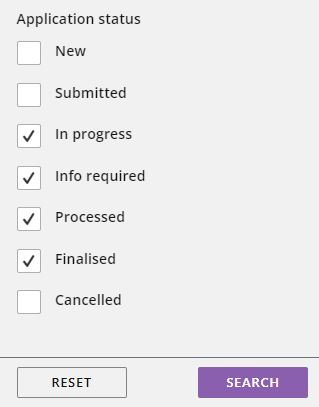 Application status
New
Submitted
In progress
Info required
Processed
Finalised
Cancelled
RESET
SEARCH